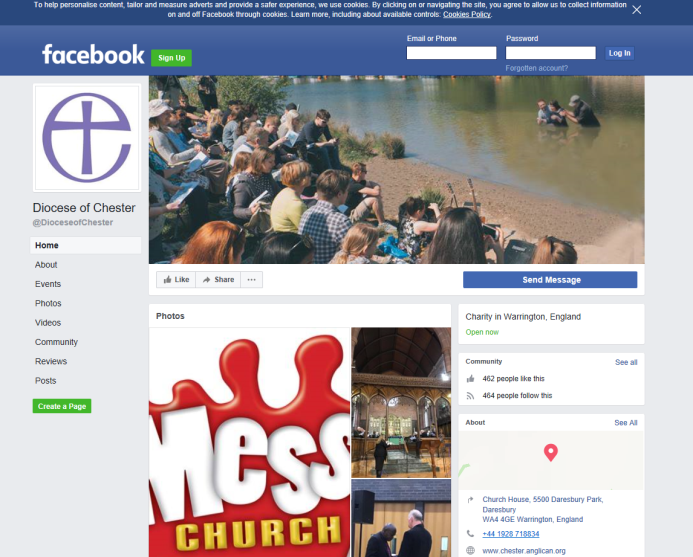 To help personalise content, tailor and measure adverts and provide a safer experience, we use cookies. By clicking on or navigating the site, you agree to allow us to collect information
on and off Facebook through cookies. Learn more, including about available controls: Cookies Policy.
facebook
Sign Up
Email or Phone
Password
Log In
Forgotten account?
Diocese of Chester
@DioceseofChester
Home
About
Events
Photos
Videos
Community
Reviews
Posts
Create a Page
Like
Share
Send Message
Photos
Mess
CHURCH
Charity in Warrington, England
Open now
Community
See all
462 people like this
464 people follow this
About
See All
Church House, 5500 Daresbury Park,
Daresbury
WA4 4GE Warrington, England
+44 1928 718834
www.chester.anglican.org